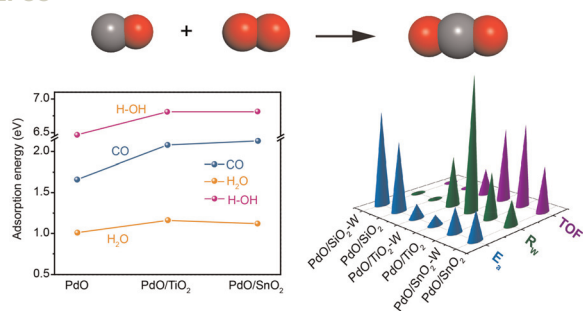 +
7.0
6.5
2.0
1.5
1.0
0.5
Adsorption energy (eV)
H-OH
CO
H₂O
CO
H₂O
H-OH
PdO
PdO/TiO₂
PdO/SnO₂
PdO/SiO₂-W
PdO/SiO₂
PdO/TiO₂-W
PdO/TiO₂
PdO/SnO₂-W
PdO/SnO₂
Eₐ
R_w
TOF